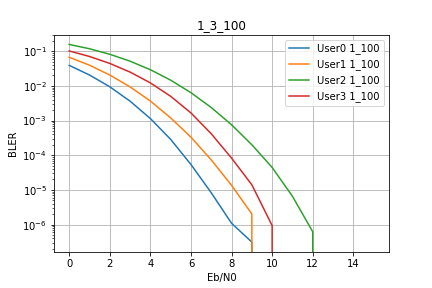 1_3_100
User0 1_100
User1 1_100
User2 1_100
User3 1_100
BLER
10⁻¹
10⁻²
10⁻³
10⁻⁴
10⁻⁵
10⁻⁶
0 2 4 6 8 10 12 14
Eb/N0